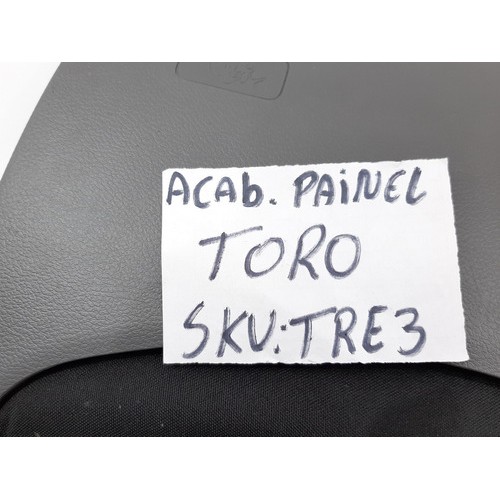 ACAb. PAiNEL
TORO
SKU: TRE3